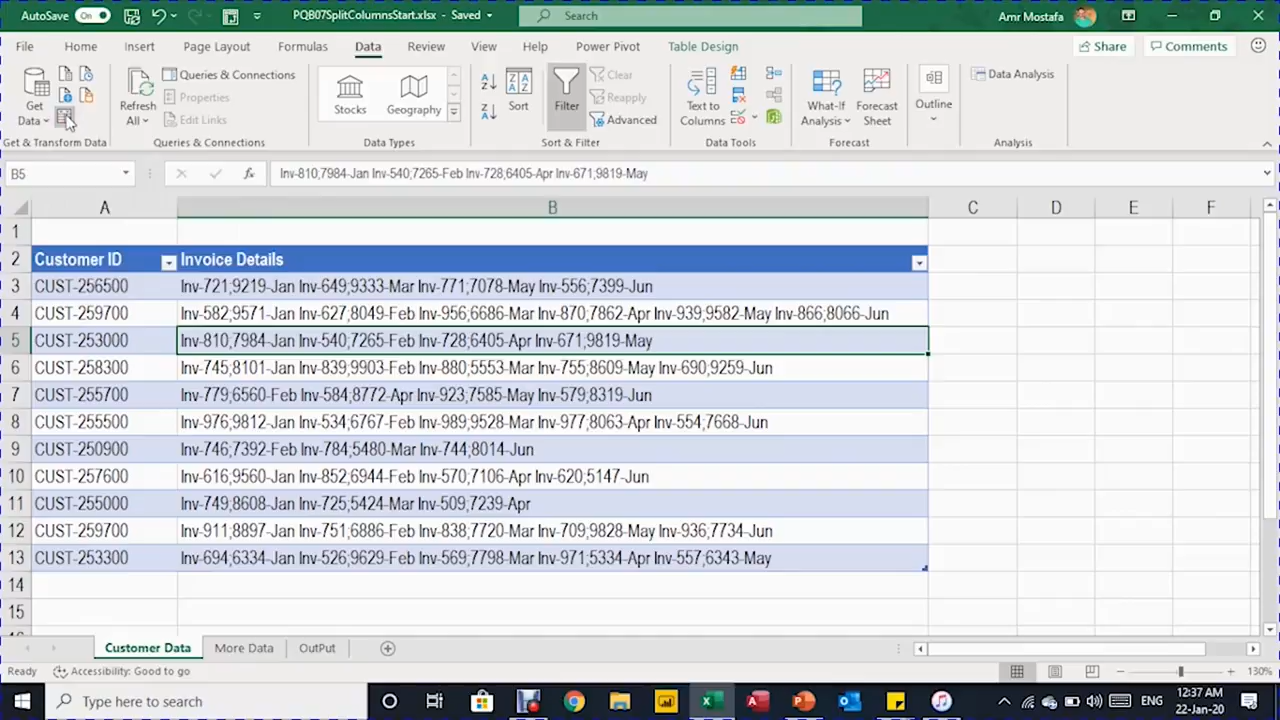 AutoSave On PQB07SplitColumnsStart.xlsx - Saved Search Amr Mostafa
File Home Insert Page Layout Formulas Data Review View Help Power Pivot Table Design Share Comments
Get Data Refresh All Queries & Connections Properties Edit Links Stocks Geography Sort Filter Clear Reapply Advanced Text to Columns What-If Analysis Forecast Sheet Outline Data Analysis
Get & Transform Data Queries & Connections Data Types Sort & Filter Data Tools Forecast Analysis
B5 fx Inv-810,7984-Jan Inv-540,7265-Feb Inv-728,6405-Apr Inv-671,9819-May
A B C D E F
1
2 Customer ID Invoice Details
3 CUST-256500 Inv-721,9219-Jan Inv-649,9333-Mar Inv-771,7078-May Inv-556,7399-Jun
4 CUST-259700 Inv-582,9571-Jan Inv-627,8049-Feb Inv-956,6686-Mar Inv-870,7862-Apr Inv-939,9582-May Inv-866,8066-Jun
5 CUST-253000 Inv-810,7984-Jan Inv-540,7265-Feb Inv-728,6405-Apr Inv-671,9819-May
6 CUST-258300 Inv-745,8101-Jan Inv-839,9903-Feb Inv-880,5553-Mar Inv-755,8609-May Inv-690,9259-Jun
7 CUST-255700 Inv-779,6560-Feb Inv-584,8772-Apr Inv-923,7585-May Inv-579,8319-Jun
8 CUST-255500 Inv-976,9812-Jan Inv-534,6767-Feb Inv-989,9528-Mar Inv-977,8063-Apr Inv-554,7668-Jun
9 CUST-250900 Inv-746,7392-Feb Inv-784,5480-Mar Inv-744,8014-Jun
10 CUST-257600 Inv-616,9560-Jan Inv-852,6944-Feb Inv-570,7106-Apr Inv-620,5147-Jun
11 CUST-255000 Inv-749,8608-Jan Inv-725,5424-Mar Inv-509,7239-Apr
12 CUST-259700 Inv-911,8897-Jan Inv-751,6886-Feb Inv-838,7720-Mar Inv-709,9828-May Inv-936,7734-Jun
13 CUST-253300 Inv-694,6334-Jan Inv-526,9629-Feb Inv-569,7798-Mar Inv-971,5334-Apr Inv-557,6343-May
14
15
Customer Data More Data OutPut
Ready Accessibility: Good to go 130%
Type here to search ENG 12:37 AM
22-Jan-20